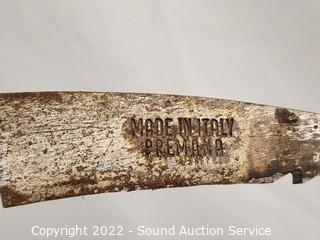 MADE IN ITALY
PREMANA
Copyright 2022 - Sound Auction Service